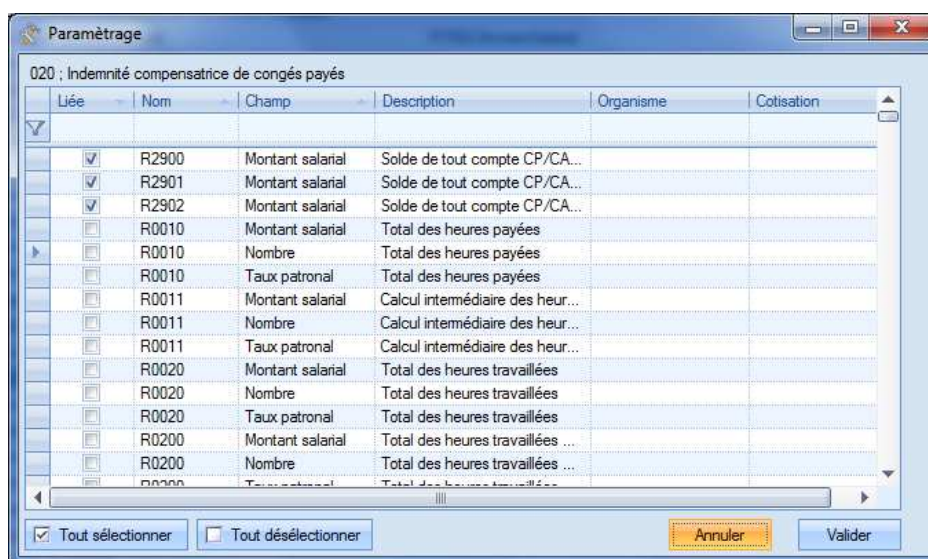 Paramètrage
020 ; Indemnité compensatrice de congés payés
Liée Nom Champ Description Organisme Cotisation
R2900 Montant salarial Solde de tout compte CP/CA...
R2901 Montant salarial Solde de tout compte CP/CA...
R2902 Montant salarial Solde de tout compte CP/CA...
R0010 Montant salarial Total des heures payées
R0010 Nombre Total des heures payées
R0010 Taux patronal Total des heures payées
R0011 Montant salarial Calcul intermédiaire des heur...
R0011 Nombre Calcul intermédiaire des heur...
R0011 Taux patronal Calcul intermédiaire des heur...
R0020 Montant salarial Total des heures travaillées
R0020 Nombre Total des heures travaillées
R0020 Taux patronal Total des heures travaillées
R0200 Montant salarial Total des heures travaillées ...
R0200 Nombre Total des heures travaillées ...
Tout sélectionner Tout désélectionner Annuler Valider